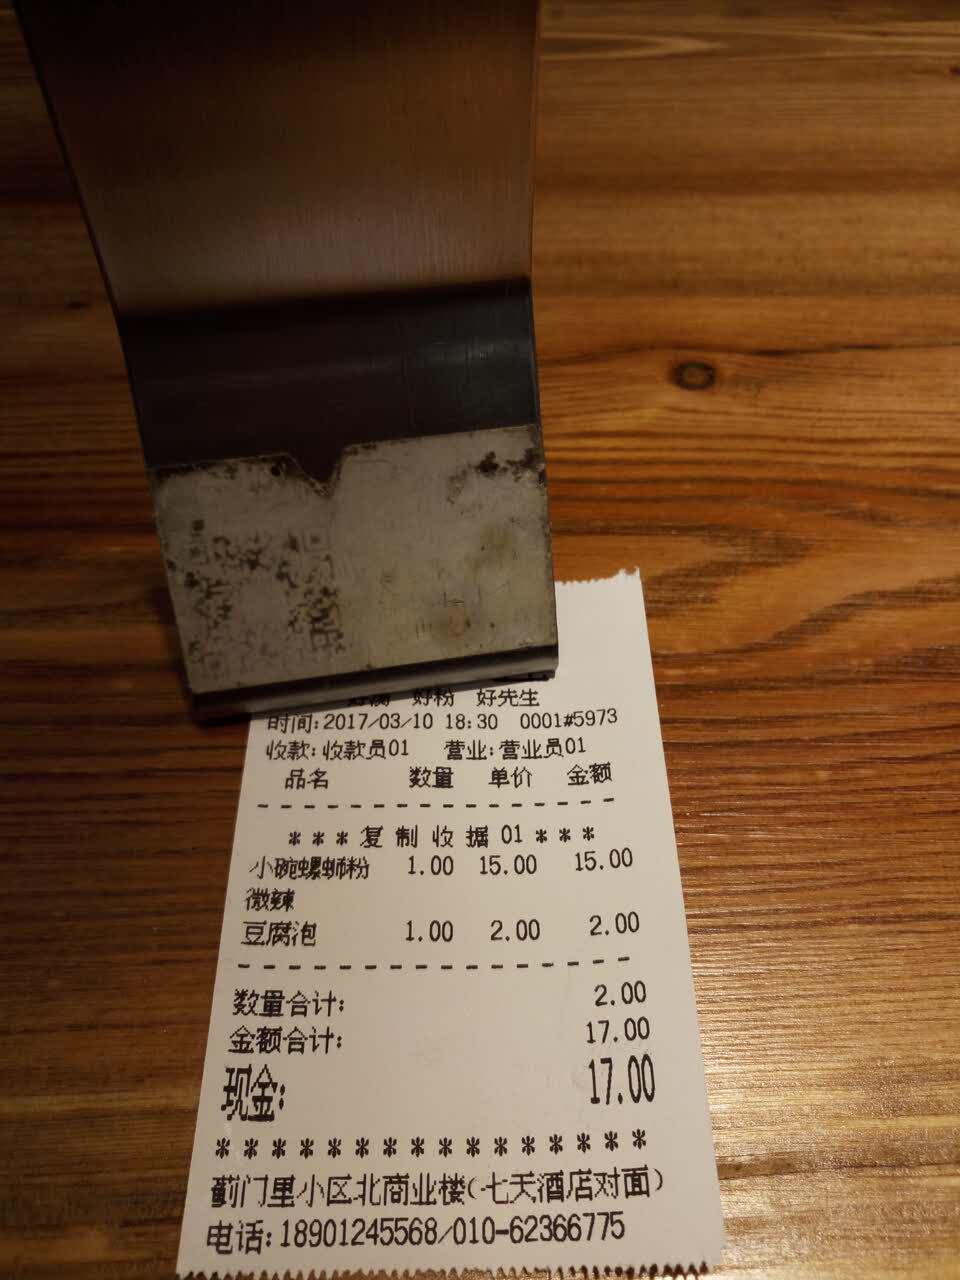 好粉 好先生
时间:2017/03/10 18:30 0001#5973
收款:收款员01 营业:营业员01
品名 数量 单价 金额
- - - - - - - - - - - - - - - - - - - -
***复制收据01***
小碗螺蛳粉 1.00 15.00 15.00
微辣
豆腐泡 1.00 2.00 2.00
- - - - - - - - - - - - - - - - - - - -
数量合计: 2.00
金额合计: 17.00
现金: 17.00
****************
蓟门里小区北商业楼(七天酒店对面)
电话:18901245568/010-62366775